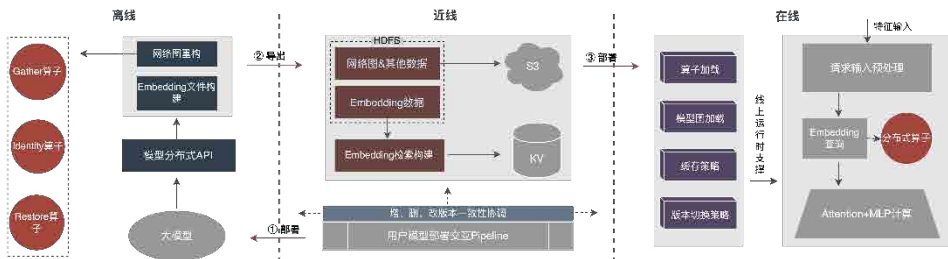 离线
近线
在线
Gather算子
Identity算子
Restore算
子
网络图重构
Embedding文件构
建
模型分布式API
大模型
② 导出
① 部署
HDFS
网络图&其他数据
Embedding数据
Embedding检索构建
S3
KV
增、删、改版本一致性协调
用户模型部署交互Pipeline
③ 部署
算子加载
模型图加载
缓存策略
版本切换策略
线上运行时支撑
特征输入
请求输入预处理
Embedding
查询
分布式算子
Attention+MLP计算